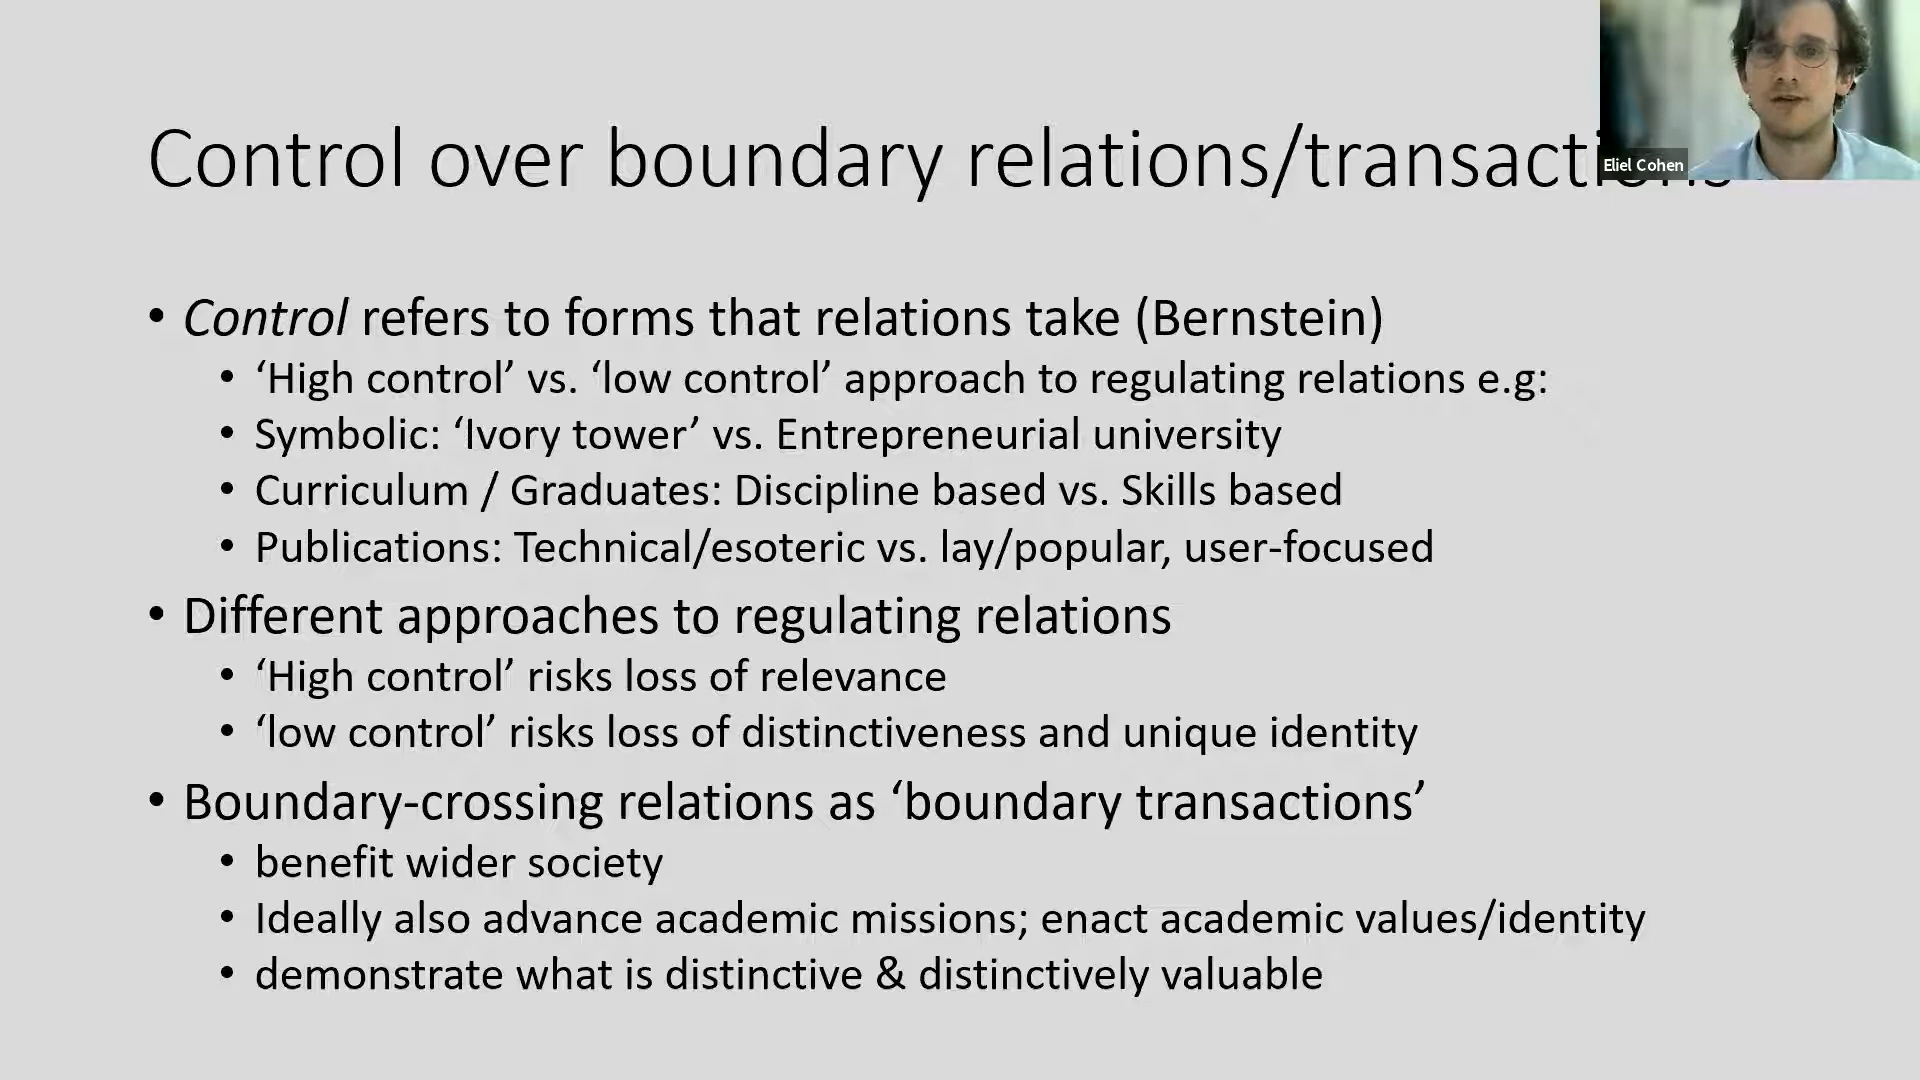 Control over boundary relations/transactions
Eliel Cohen
• Control refers to forms that relations take (Bernstein)
• ‘High control’ vs. ‘low control’ approach to regulating relations e.g:
• Symbolic: ‘Ivory tower’ vs. Entrepreneurial university
• Curriculum / Graduates: Discipline based vs. Skills based
• Publications: Technical/esoteric vs. lay/popular, user-focused
• Different approaches to regulating relations
• ‘High control’ risks loss of relevance
• ‘low control’ risks loss of distinctiveness and unique identity
• Boundary-crossing relations as ‘boundary transactions’
• benefit wider society
• Ideally also advance academic missions; enact academic values/identity
• demonstrate what is distinctive & distinctively valuable